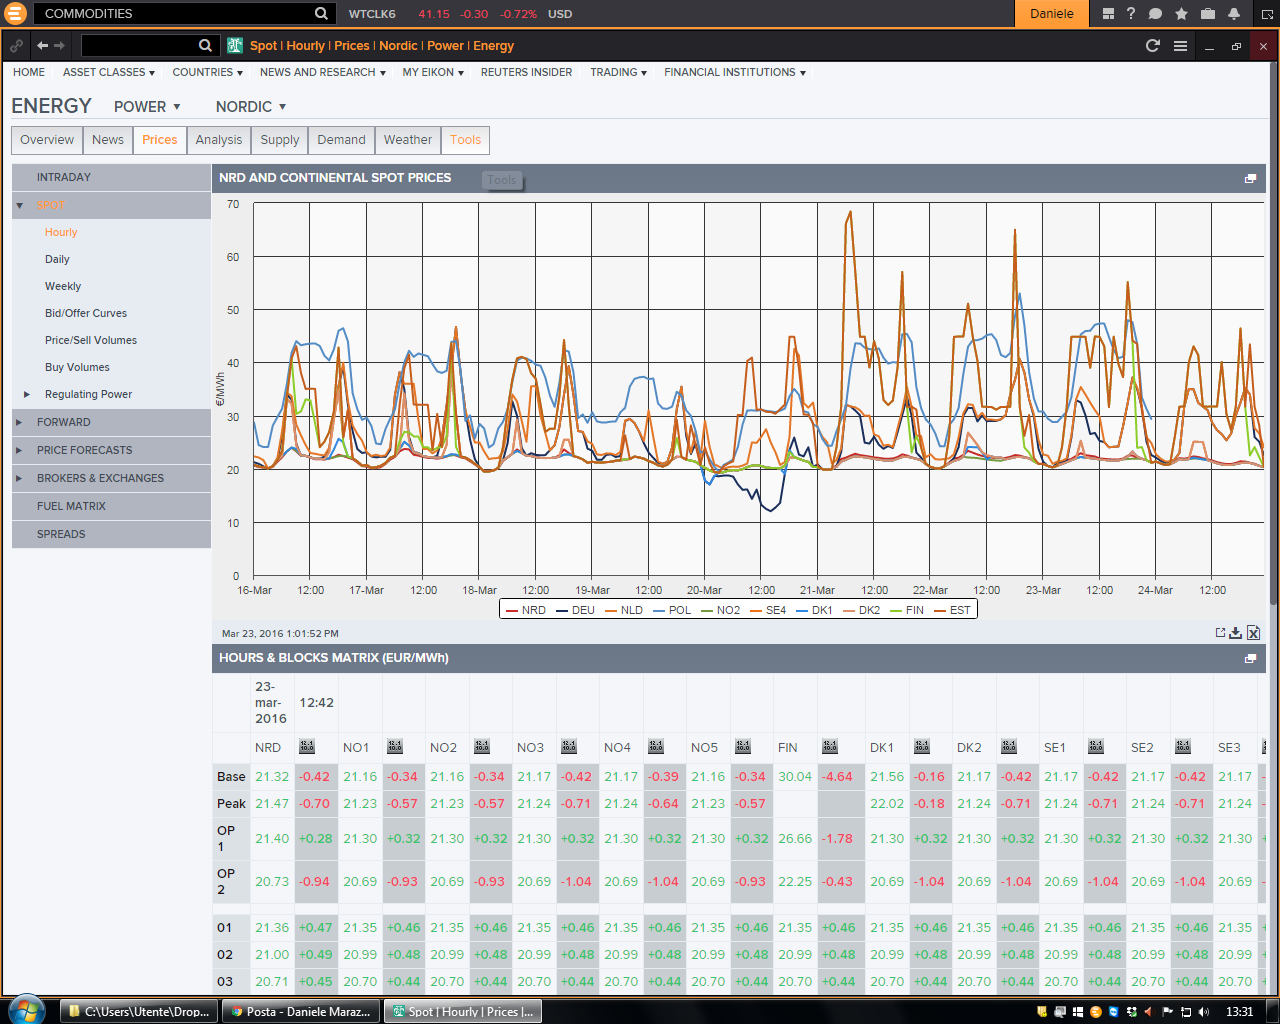 COMMODITIES WTCLK6 41.15 -0.30 -0.72% USD Daniele
Spot | Hourly | Prices | Nordic | Power | Energy
HOME ASSET CLASSES COUNTRIES NEWS AND RESEARCH MY EIKON REUTERS INSIDER TRADING FINANCIAL INSTITUTIONS
ENERGY POWER NORDIC
Overview News Prices Analysis Supply Demand Weather Tools
INTRADAY
SPOT
Hourly
Daily
Weekly
Bid/Offer Curves
Price/Sell Volumes
Buy Volumes
Regulating Power
FORWARD
PRICE FORECASTS
BROKERS & EXCHANGES
FUEL MATRIX
SPREADS
NRD AND CONTINENTAL SPOT PRICES
Tools
70
60
50
40
30
20
10
0
€/MWh
16-Mar 12:00 17-Mar 12:00 18-Mar 12:00 19-Mar 12:00 20-Mar 12:00 21-Mar 12:00 22-Mar 12:00 23-Mar 12:00 24-Mar 12:00
NRD DEU NLD POL NO2 SE4 DK1 DK2 FIN EST
Mar 23, 2016 1:01:52 PM
HOURS & BLOCKS MATRIX (EUR/MWh)
23-
mar-
2016 12:42
NRD NO1 NO2 NO3 NO4 NO5 FIN DK1 DK2 SE1 SE2 SE3
Base 21.32 -0.42 21.16 -0.34 21.16 -0.34 21.17 -0.42 21.17 -0.39 21.16 -0.34 30.04 -4.64 21.56 -0.16 21.17 -0.42 21.17 -0.42 21.17 -0.42 21.17 -
Peak 21.47 -0.70 21.23 -0.57 21.23 -0.57 21.24 -0.71 21.24 -0.64 21.23 -0.57 22.02 -0.18 21.24 -0.71 21.24 -0.71 21.24 -0.71 21.24 -
OP
1 21.40 +0.28 21.30 +0.32 21.30 +0.32 21.30 +0.32 21.30 +0.32 21.30 +0.32 26.66 -1.78 21.30 +0.32 21.30 +0.32 21.30 +0.32 21.30 +0.32 21.30 +
OP
2 20.73 -0.94 20.69 -0.93 20.69 -0.93 20.69 -1.04 20.69 -1.04 20.69 -0.93 22.25 -0.43 20.69 -1.04 20.69 -1.04 20.69 -1.04 20.69 -1.04 20.69 -
01 21.36 +0.47 21.35 +0.46 21.35 +0.46 21.35 +0.46 21.35 +0.46 21.35 +0.46 21.35 +0.46 21.35 +0.46 21.35 +0.46 21.35 +0.46 21.35 +0.46 21.35 +
02 21.00 +0.49 20.99 +0.48 20.99 +0.48 20.99 +0.48 20.99 +0.48 20.99 +0.48 20.99 +0.48 20.99 +0.48 20.99 +0.48 20.99 +0.48 20.99 +0.48 20.99 +
03 20.71 +0.45 20.70 +0.44 20.70 +0.44 20.70 +0.44 20.70 +0.44 20.70 +0.44 20.70 +0.44 20.70 +0.44 20.70 +0.44 20.70 +0.44 20.70 +0.44 20.70 +
C:\Users\Utente\Drop... Posta - Daniele Maraz... Spot | Hourly | Prices |... 13:31